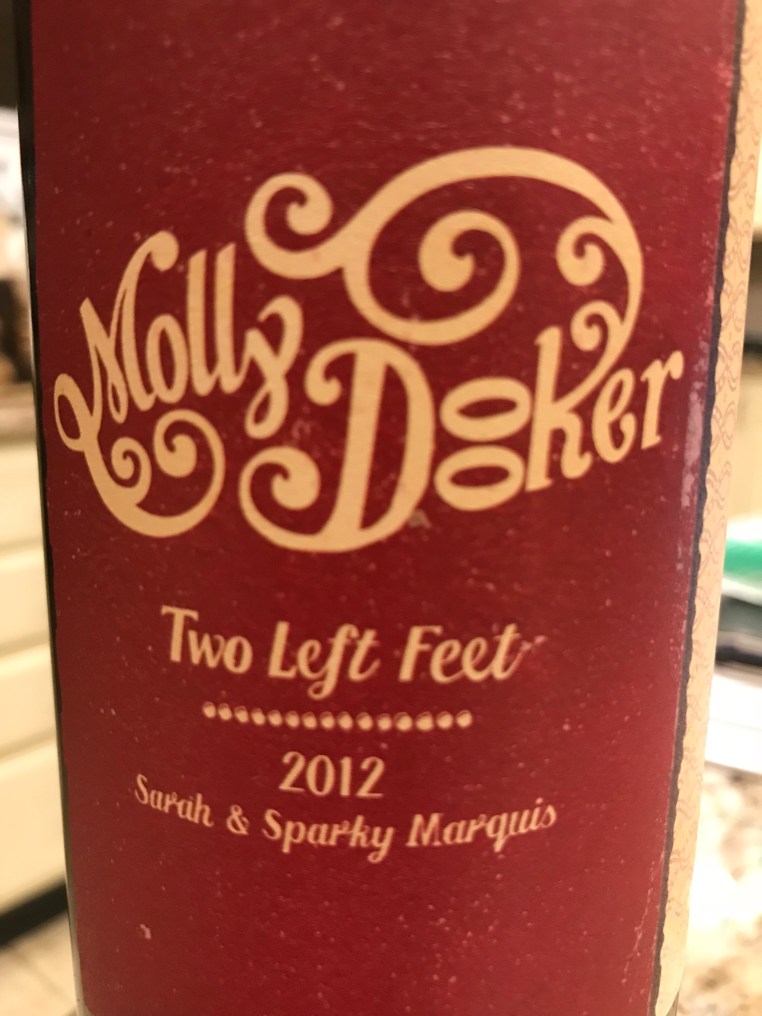 Molly
Dooker
Two Left Feet
2012
Sarah & Sparky Marquis